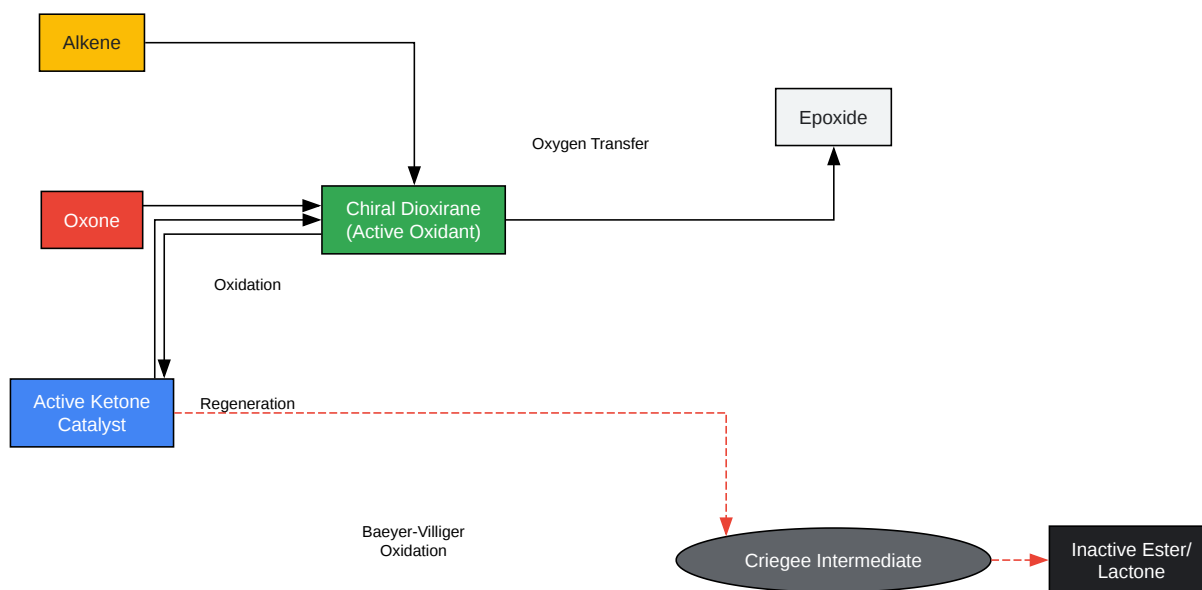 Alkene
Epoxide
Oxygen Transfer
Oxone
Chiral Dioxirane
(Active Oxidant)
Oxidation
Active Ketone
Catalyst
Regeneration
Baeyer-Villiger
Oxidation
Criegee Intermediate
Inactive Ester/
Lactone